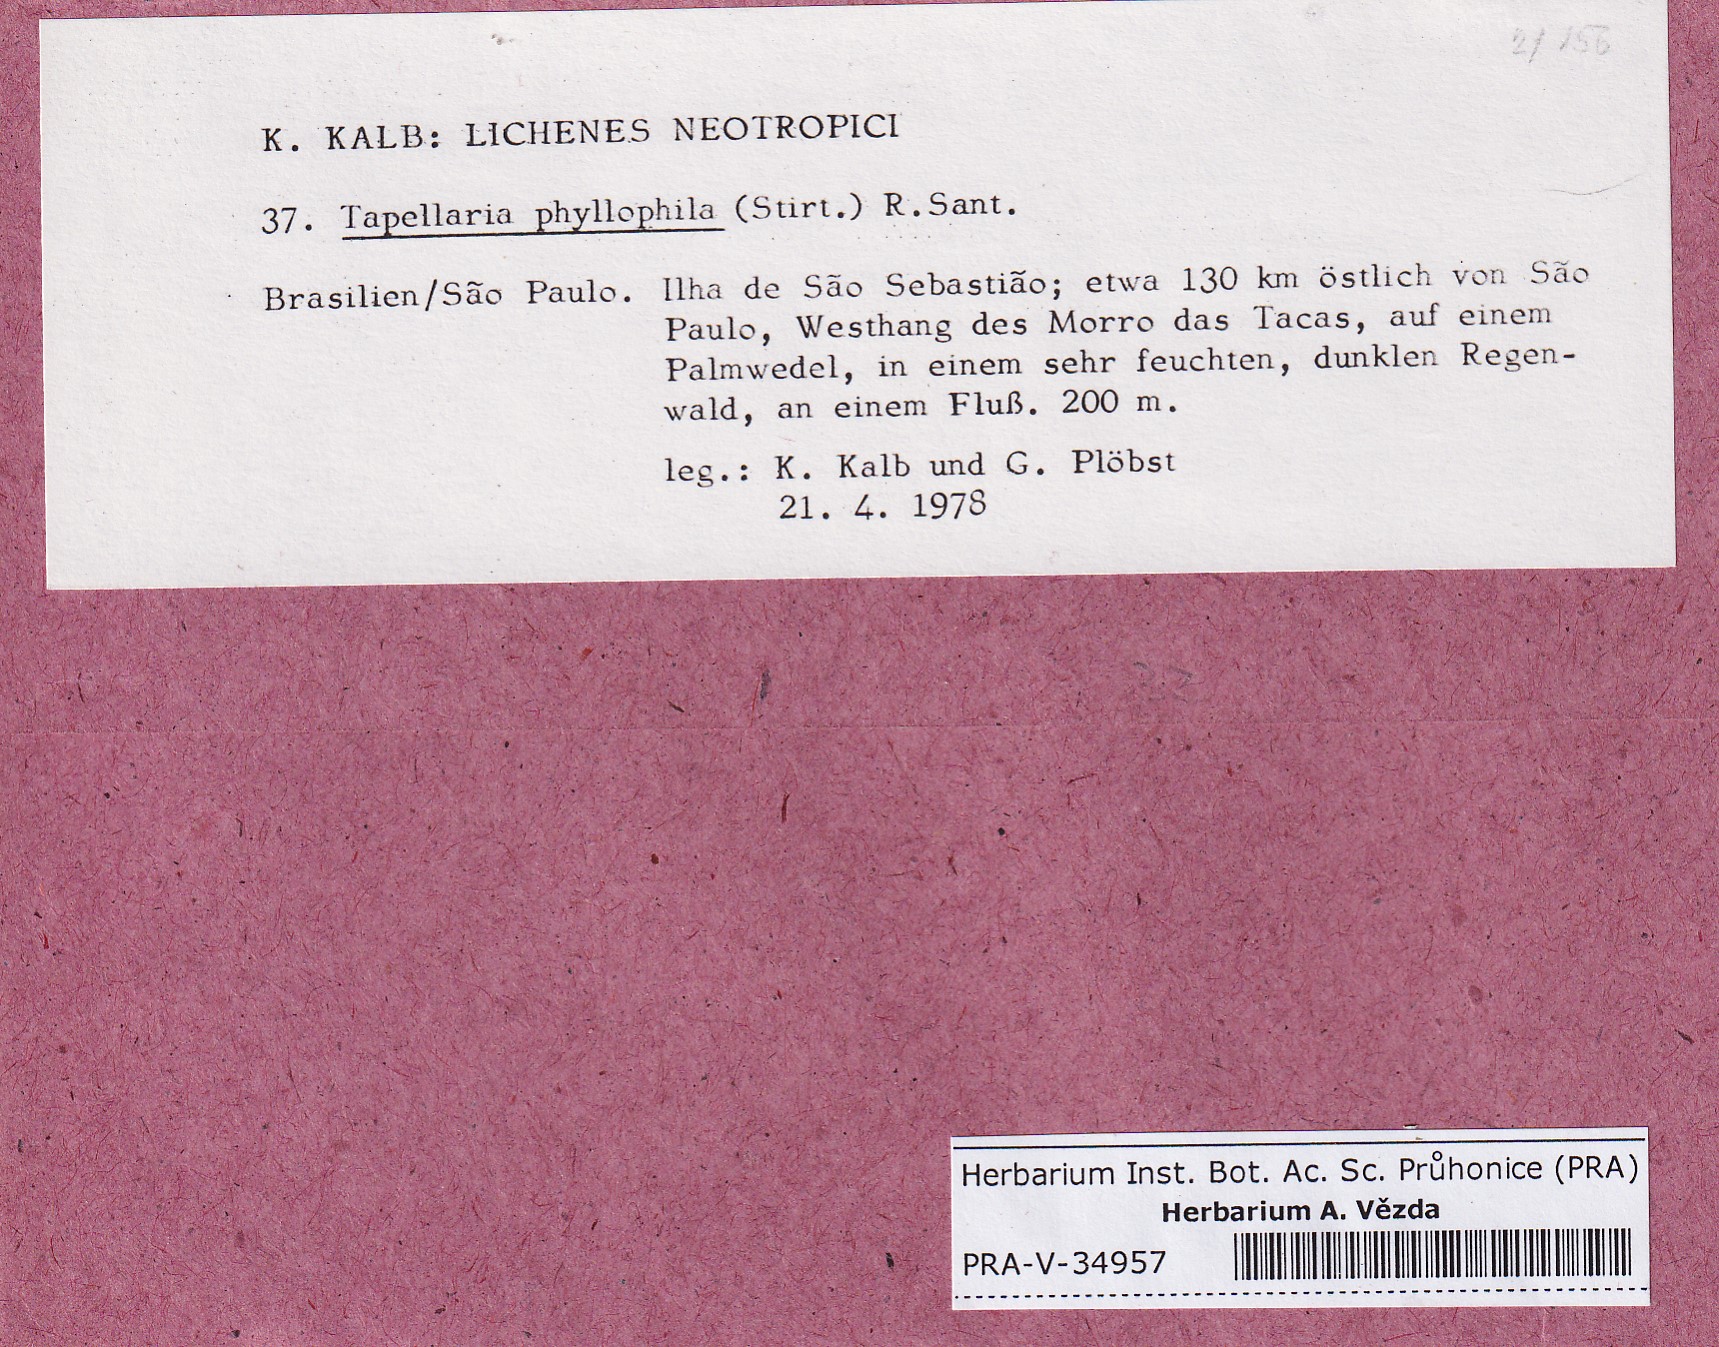 K. KALB: LICHENES NEOTROPICI
37. Tapellaria phyllophila (Stirt.) R.Sant.
Brasilien/São Paulo. Ilha de São Sebastião; etwa 130 km östlich von São
Paulo, Westhang des Morro das Tacas, auf einem
Palmwedel, in einem sehr feuchten, dunklen Regen-
wald, an einem Fluß. 200 m.
leg.: K. Kalb und G. Plöbst
21. 4. 1978
Herbarium Inst. Bot. Ac. Sc. Průhonice (PRA)
Herbarium A. Vězda
PRA-V-34957